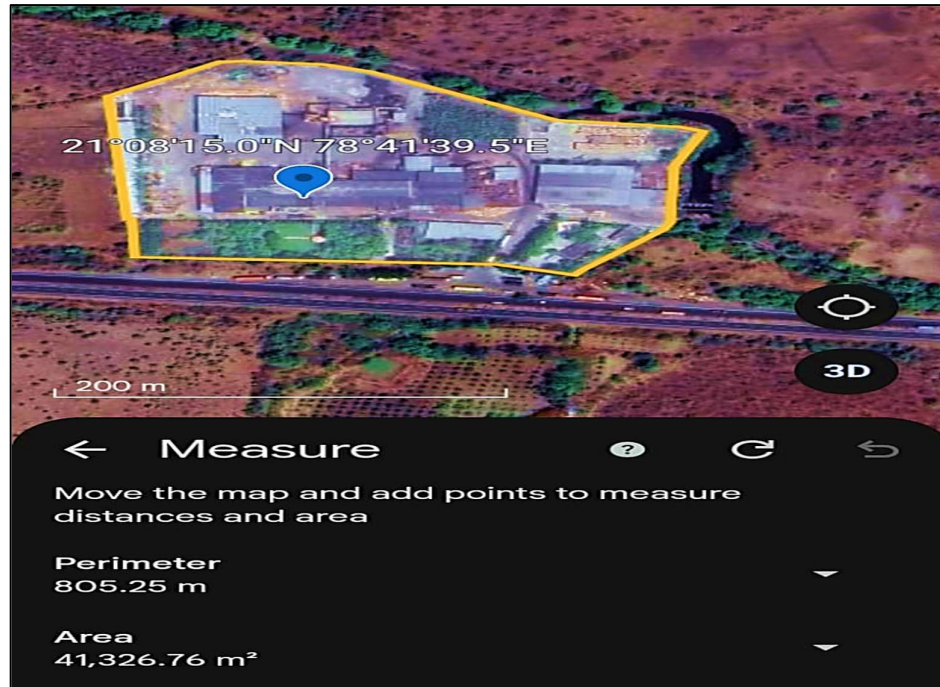 21°08'15.0"N 78°41'39.5"E
3D
200 m
Measure
?
Move the map and add points to measure
distances and area
Perimeter
805.25 m
Area
41,326.76 m²